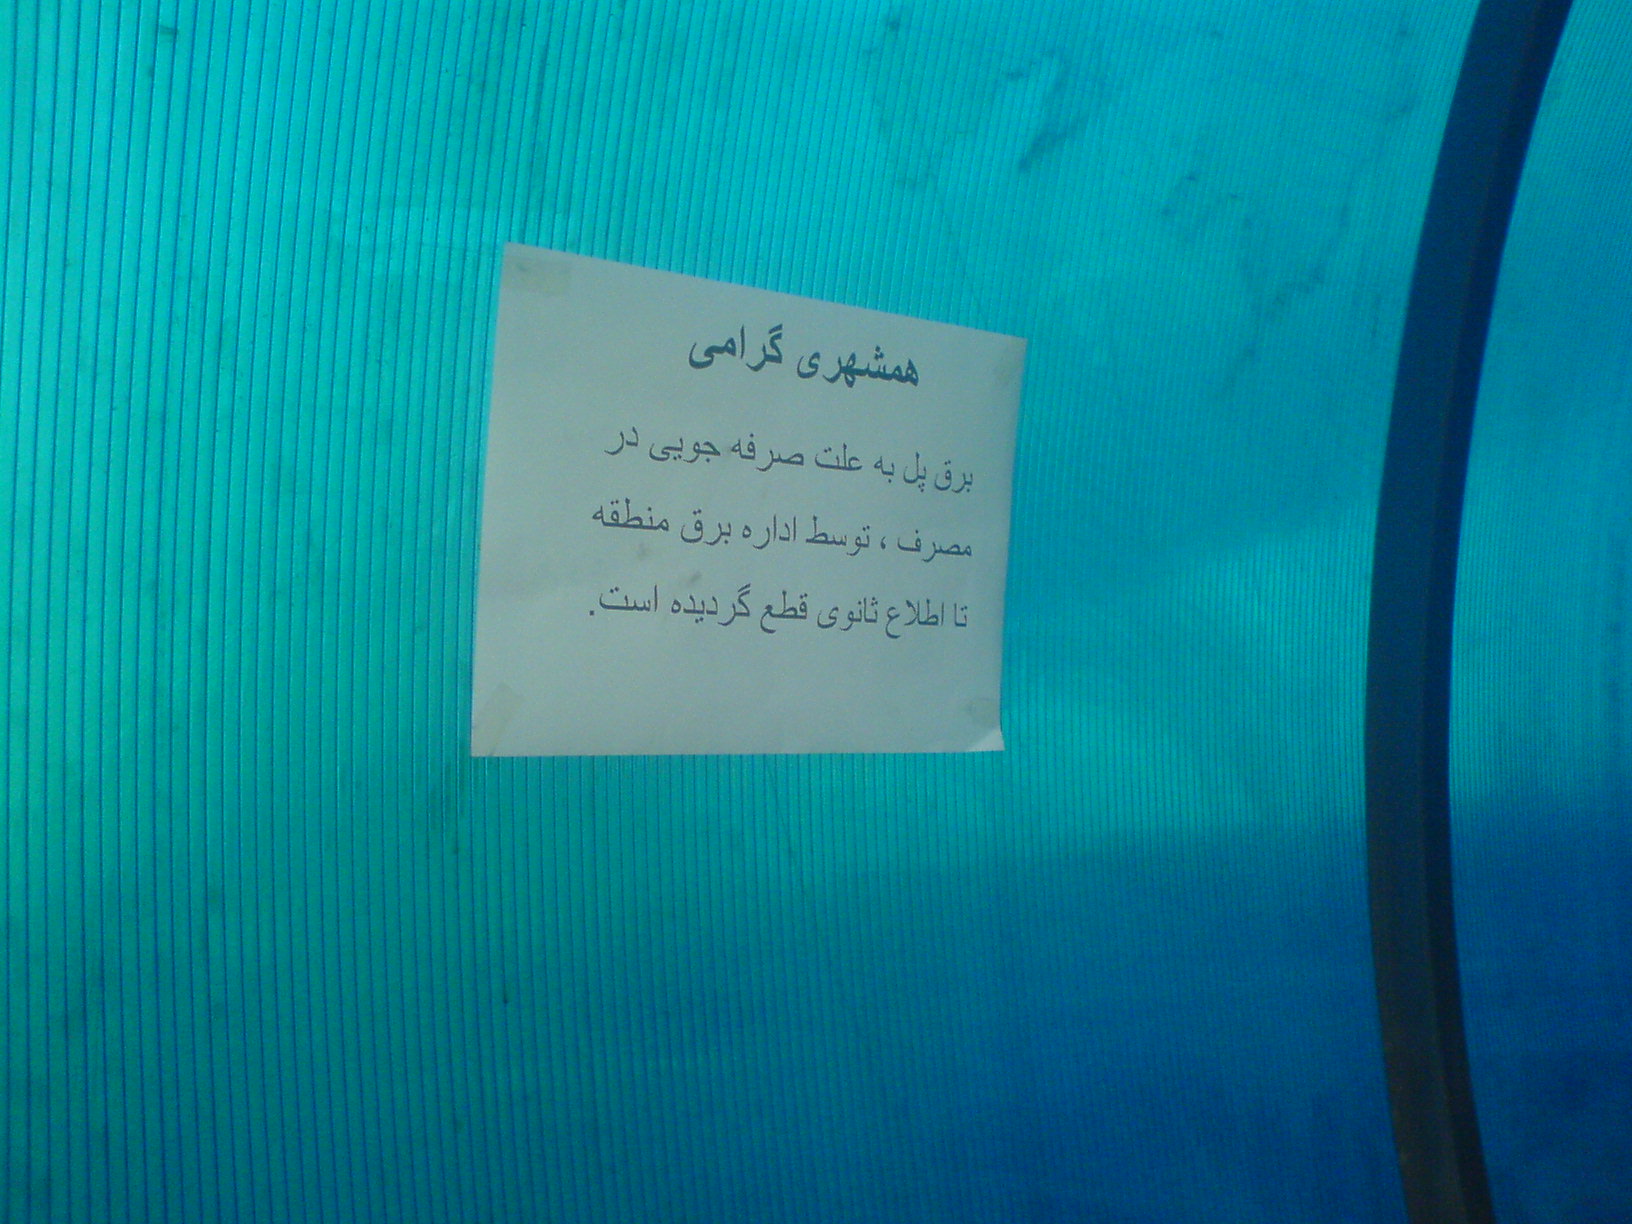 همشهری گرامی
برق پل به علت صرفه جویی در
مصرف ، توسط اداره برق منطقه
تا اطلاع ثانوی قطع گردیده است.